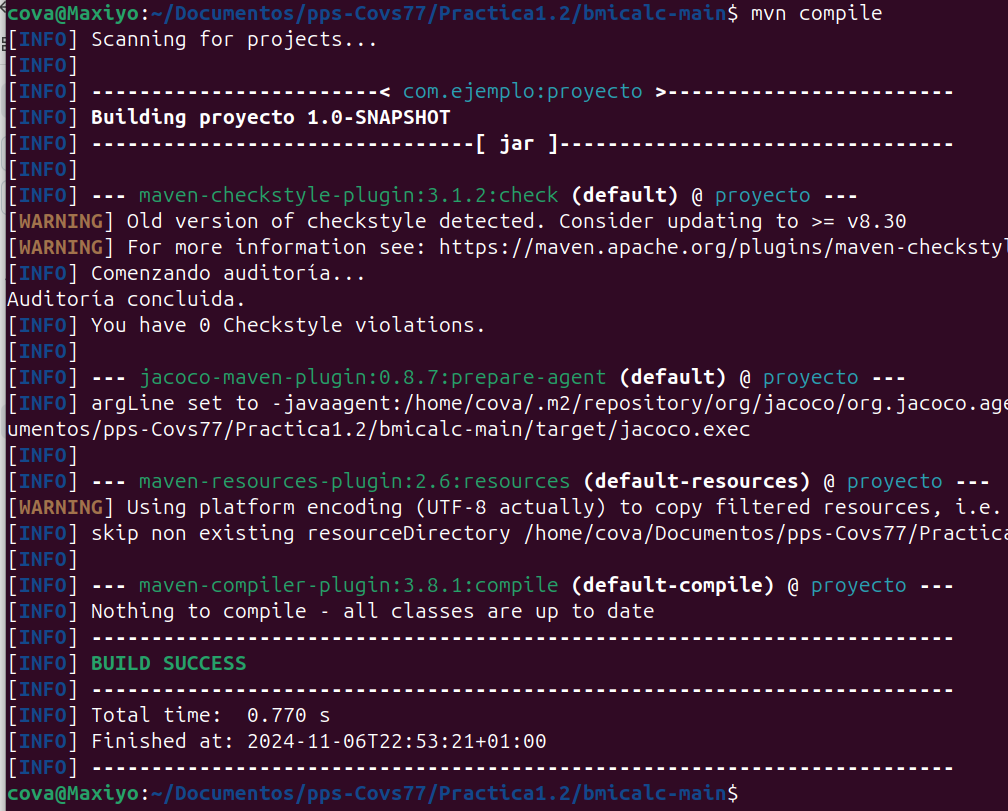 cova@Maxiyo:~/Documentos/pps-Covs77/Practica1.2/bmicalc-main$ mvn compile
[INFO] Scanning for projects...
[INFO]
[INFO] ------------------------< com.ejemplo:proyecto >------------------------
[INFO] Building proyecto 1.0-SNAPSHOT
[INFO] --------------------------------[ jar ]---------------------------------
[INFO]
[INFO] --- maven-checkstyle-plugin:3.1.2:check (default) @ proyecto ---
[WARNING] Old version of checkstyle detected. Consider updating to >= v8.30
[WARNING] For more information see: https://maven.apache.org/plugins/maven-checkstyl
[INFO] Comenzando auditoría...
Auditoría concluida.
[INFO] You have 0 Checkstyle violations.
[INFO]
[INFO] --- jacoco-maven-plugin:0.8.7:prepare-agent (default) @ proyecto ---
[INFO] argLine set to -javaagent:/home/cova/.m2/repository/org/jacoco/org.jacoco.age
umentos/pps-Covs77/Practica1.2/bmicalc-main/target/jacoco.exec
[INFO]
[INFO] --- maven-resources-plugin:2.6:resources (default-resources) @ proyecto ---
[WARNING] Using platform encoding (UTF-8 actually) to copy filtered resources, i.e.
[INFO] skip non existing resourceDirectory /home/cova/Documentos/pps-Covs77/Practica
[INFO]
[INFO] --- maven-compiler-plugin:3.8.1:compile (default-compile) @ proyecto ---
[INFO] Nothing to compile - all classes are up to date
[INFO] ------------------------------------------------------------------------
[INFO] BUILD SUCCESS
[INFO] ------------------------------------------------------------------------
[INFO] Total time:  0.770 s
[INFO] Finished at: 2024-11-06T22:53:21+01:00
[INFO] ------------------------------------------------------------------------
cova@Maxiyo:~/Documentos/pps-Covs77/Practica1.2/bmicalc-main$